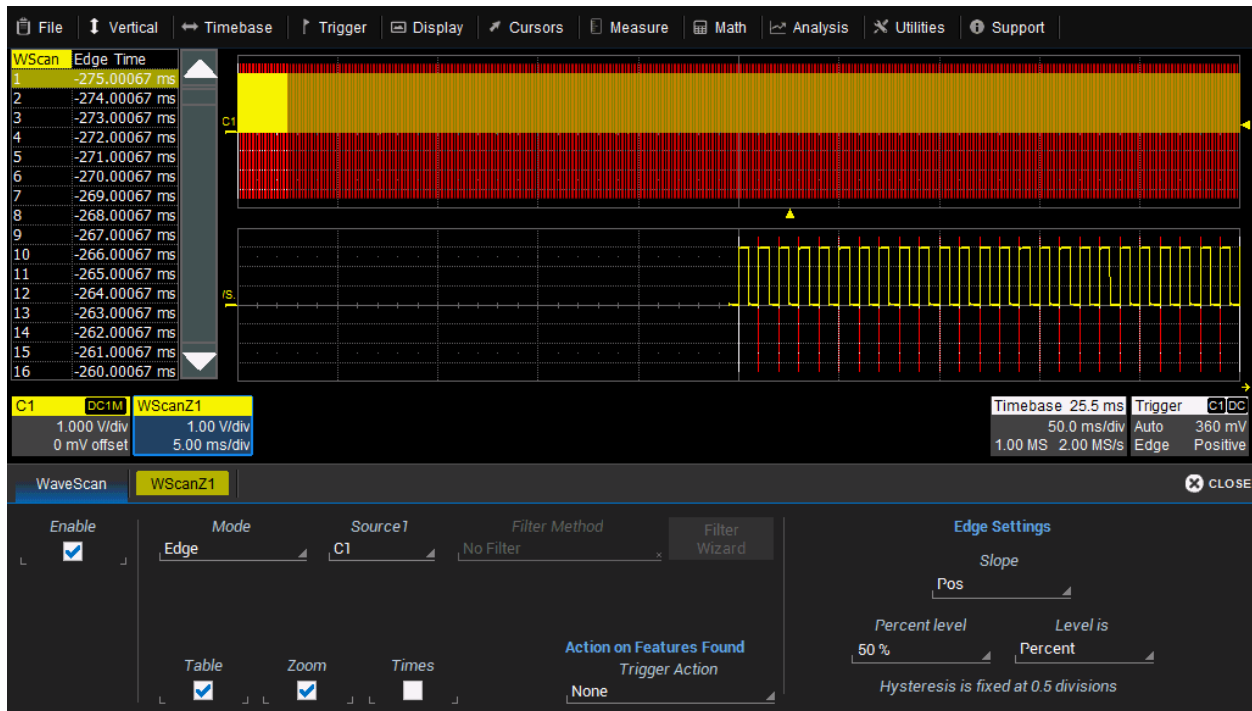 File Vertical Timebase Trigger Display Cursors Measure Math Analysis Utilities Support
WScan Edge Time
1 -275.00067 ms
2 -274.00067 ms
3 -273.00067 ms
4 -272.00067 ms
5 -271.00067 ms
6 -270.00067 ms
7 -269.00067 ms
8 -268.00067 ms
9 -267.00067 ms
10 -266.00067 ms
11 -265.00067 ms
12 -264.00067 ms
13 -263.00067 ms
14 -262.00067 ms
15 -261.00067 ms
16 -260.00067 ms
C1
/S.
C1 DC1M
1.000 V/div
0 mV offset
WScanZ1
1.00 V/div
5.00 ms/div
Timebase 25.5 ms
50.0 ms/div
1.00 MS 2.00 MS/s
Trigger C1 DC
Auto 360 mV
Edge Positive
WaveScan WScanZ1 CLOSE
Enable
Mode Source1 Filter Method
Edge C1 No Filter
Filter
Wizard
Edge Settings
Slope
Pos
Percent level Level is
50 % Percent
Hysteresis is fixed at 0.5 divisions
Action on Features Found
Table Zoom Times Trigger Action
None